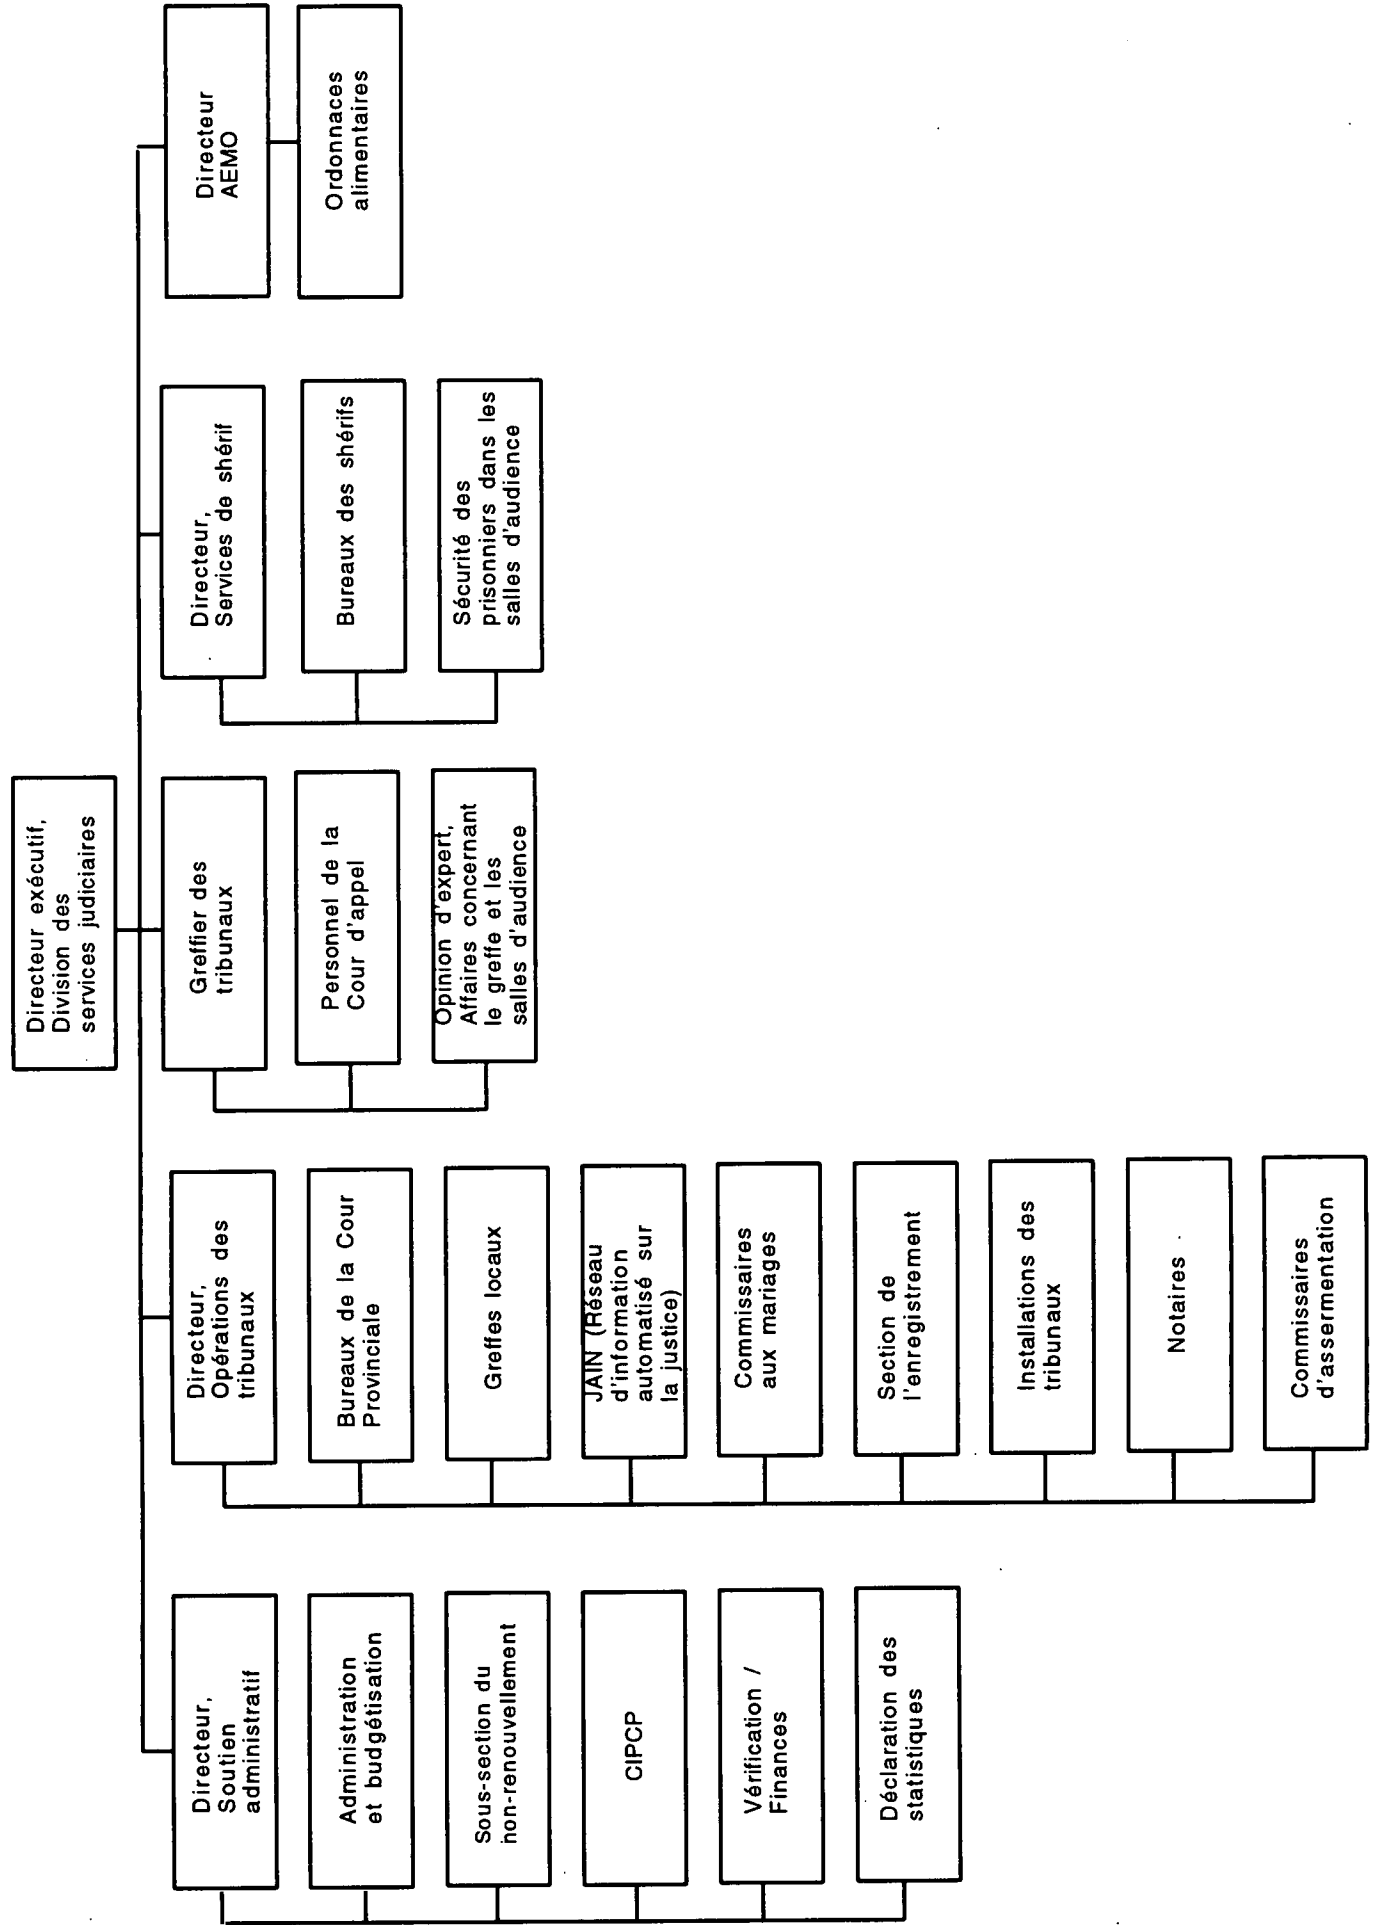 Directeur exécutif,
Division des
services judiciaires
Directeur,
Soutien
administratif
Administration
et budgétisation
Sous-section du
non-renouvellement
CIPCP
Vérification /
Finances
Déclaration des
statistiques
Directeur,
Opérations des
tribunaux
Bureaux de la Cour
Provinciale
Greffes locaux
JAIN (Réseau
d'information
automatisé sur
la justice)
Commissaires
aux mariages
Section de
l'enregistrement
Installations des
tribunaux
Notaires
Commissaires
d'assermentation
Greffier des
tribunaux
Personnel de la
Cour d'appel
Opinion d'expert,
Affaires concernant
le greffe et les
salles d'audience
Directeur,
Services de shérif
Bureaux des shérifs
Sécurité des
prisonniers dans les
salles d'audience
Directeur
AEMO
Ordonnaces
alimentaires